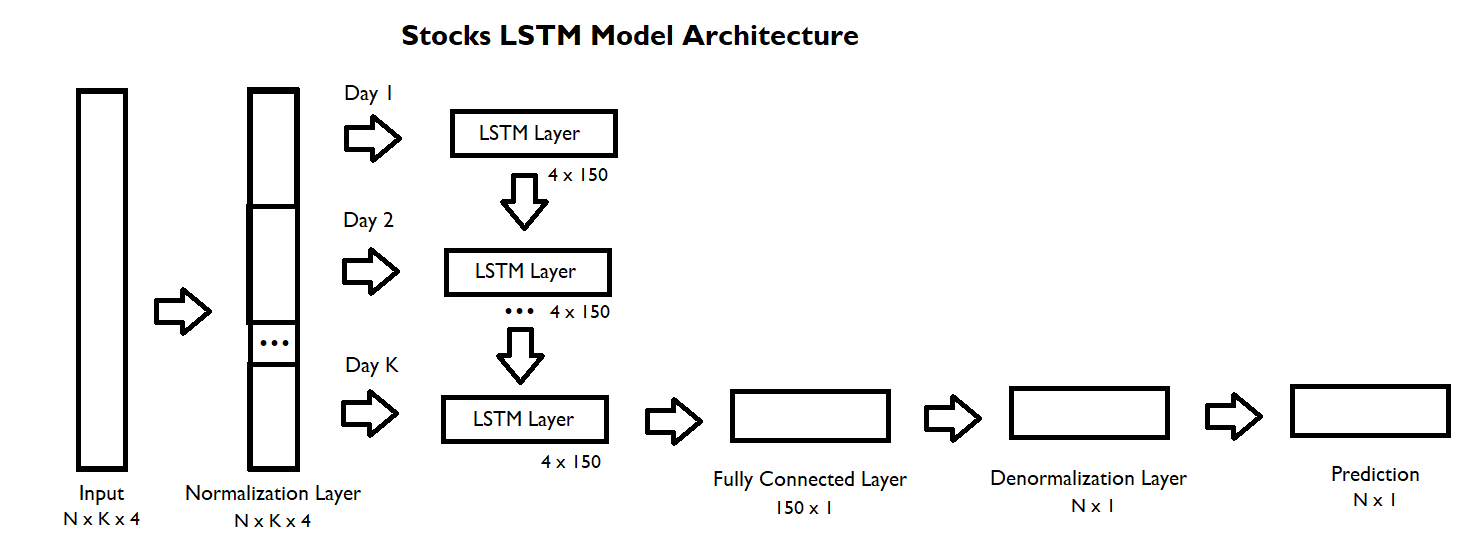 Stocks LSTM Model Architecture
Day 1
LSTM Layer
4 x 150
Day 2
LSTM Layer
... 4 x 150
...
Day K
LSTM Layer
4 x 150
Input
N x K x 4
Normalization Layer
N x K x 4
Fully Connected Layer
150 x 1
Denormalization Layer
N x 1
Prediction
N x 1